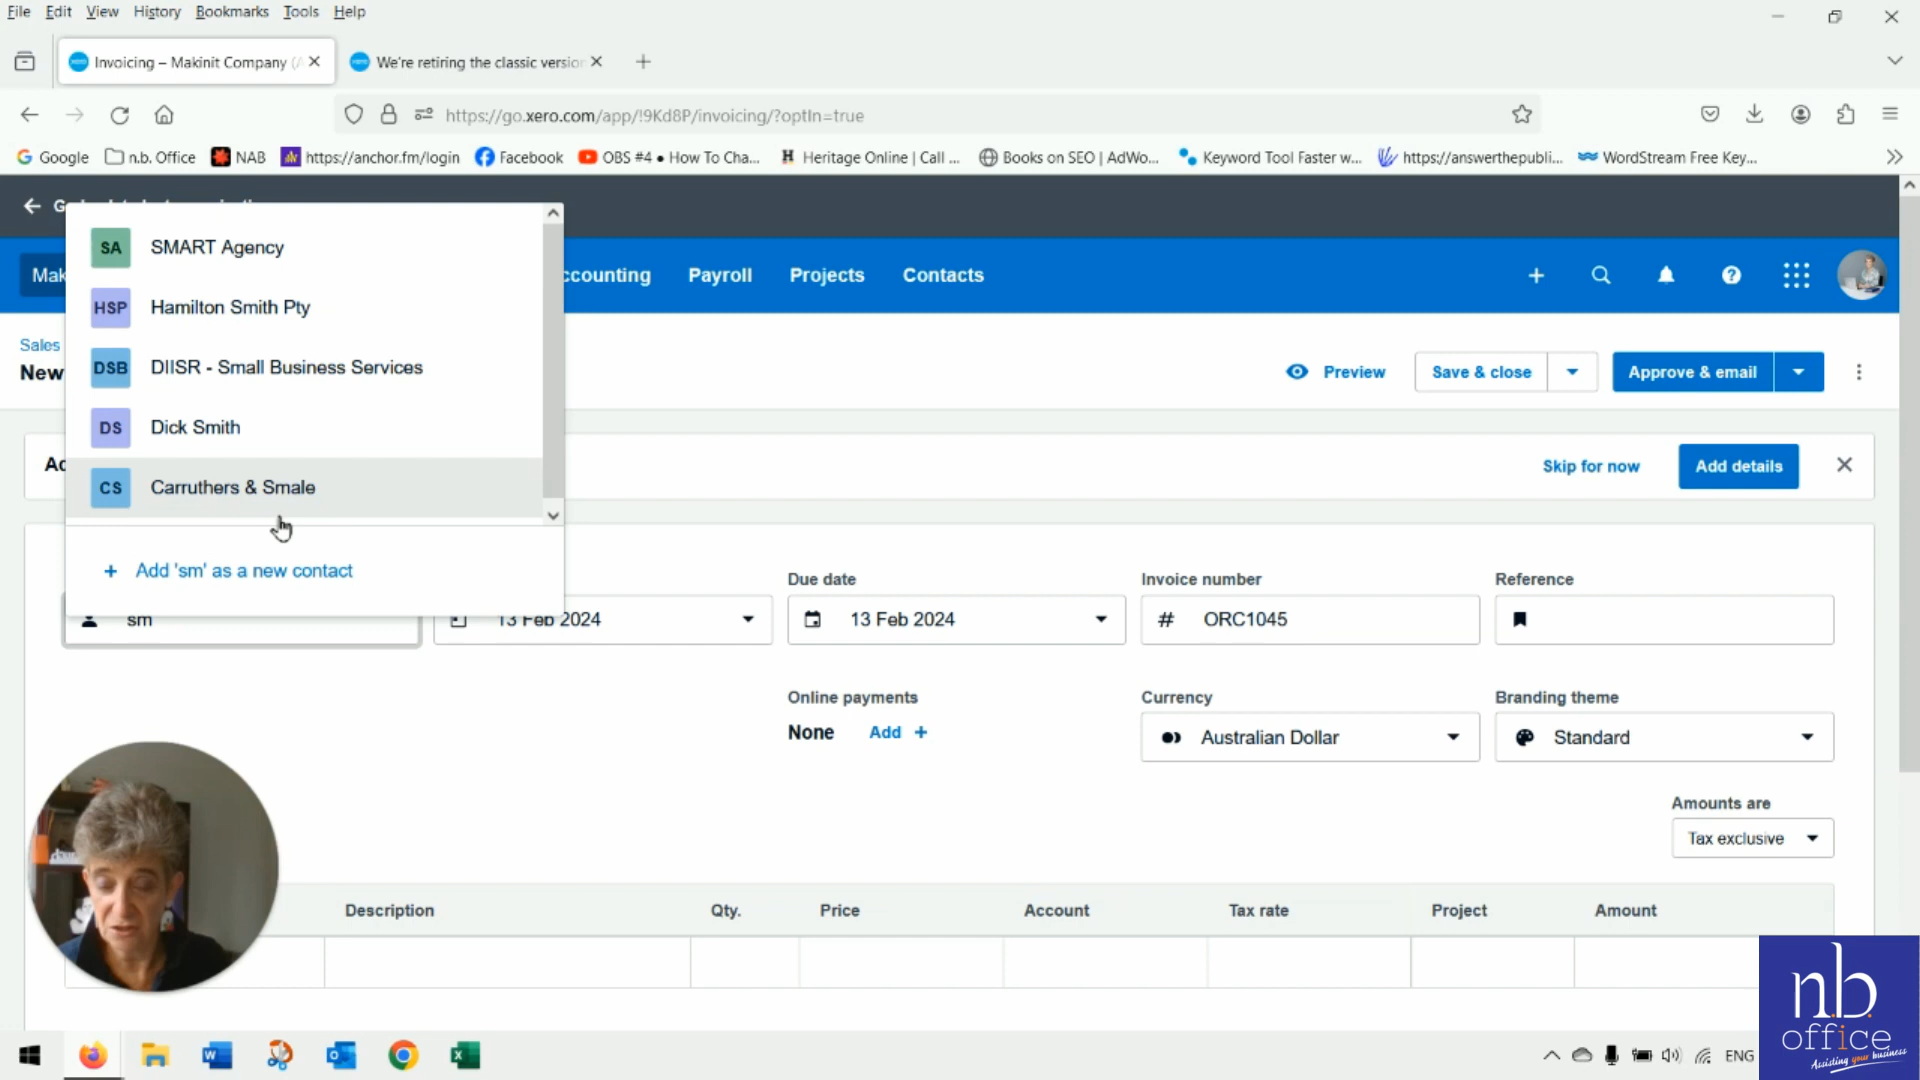 File Edit View History Bookmarks Tools Help
Invoicing – Makinit Company (A
We're retiring the classic version
https://go.xero.com/app/!9Kd8P/invoicing/?optIn=true
Google n.b. Office NAB https://anchor.fm/login Facebook OBS #4 • How To Cha... Heritage Online | Call ... Books on SEO | AdWo... Keyword Tool Faster w... https://answerthepubli... WordStream Free Key...
SA SMART Agency
HSP Hamilton Smith Pty
DSB DIISR - Small Business Services
DS Dick Smith
CS Carruthers & Smale
+ Add 'sm' as a new contact
Mak
ccounting Payroll Projects Contacts
Sales
New
Preview Save & close Approve & email
Ad
Skip for now Add details
Due date Invoice number Reference
sm 13 Feb 2024 13 Feb 2024 # ORC1045
Online payments Currency Branding theme
None Add + Australian Dollar Standard
Amounts are
Tax exclusive
Description Qty. Price Account Tax rate Project Amount
ENG
n.b.
office
Assisting your business